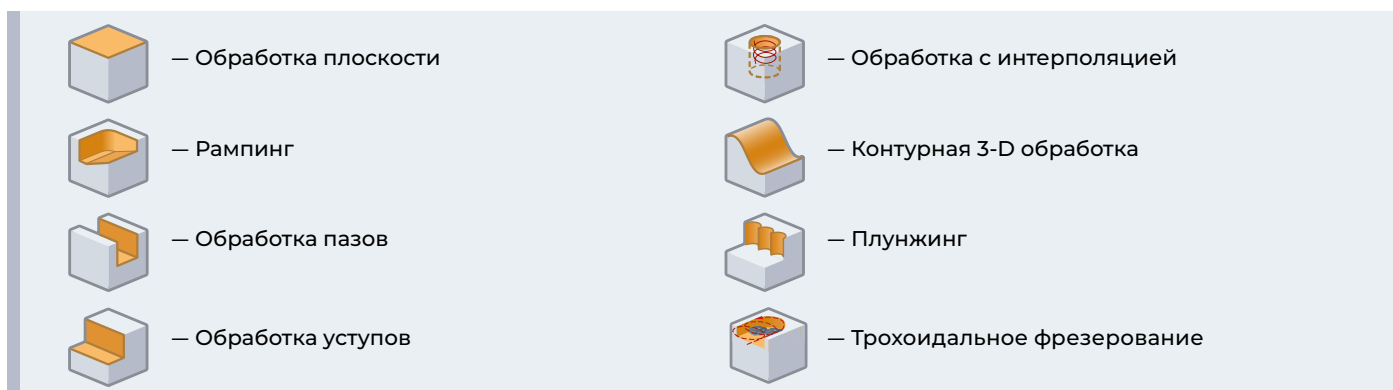 — Обработка плоскости
— Рампинг
— Обработка пазов
— Обработка уступов
— Обработка с интерполяцией
— Контурная 3-D обработка
— Плунжинг
— Трохоидальное фрезерование